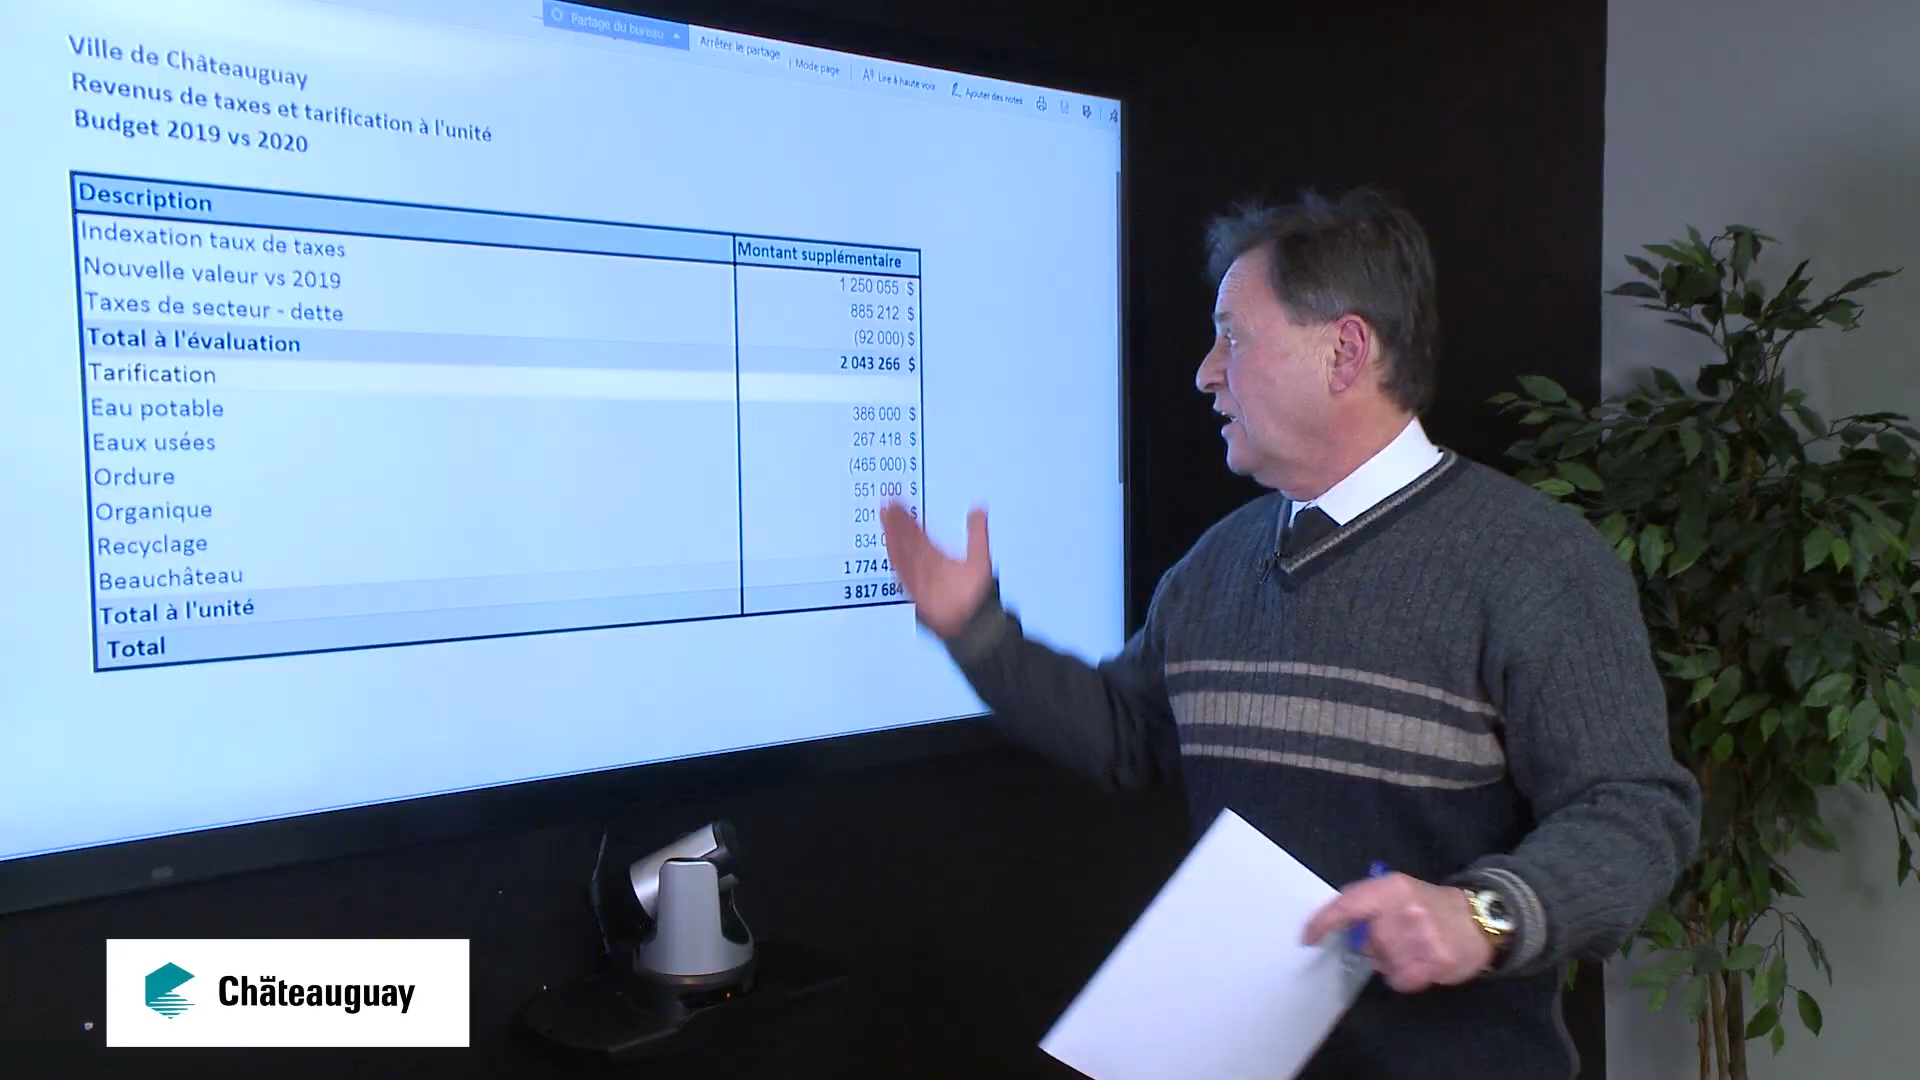 Partage du bureau
Arrêter le partage
Mode page
Lire à haute voix
Ajouter des notes
Ville de Châteauguay
Revenus de taxes et tarification à l'unité
Budget 2019 vs 2020
Description
Montant supplémentaire
Indexation taux de taxes
1 250 055 $
Nouvelle valeur vs 2019
885 212 $
Taxes de secteur - dette
(92 000) $
Total à l'évaluation
2 043 266 $
Tarification
Eau potable
386 000 $
Eaux usées
267 418 $
Ordure
(465 000) $
Organique
551 000 $
Recyclage
201 $
Beauchâteau
834
Total à l'unité
1 774
Total
3 817 684
Châteauguay